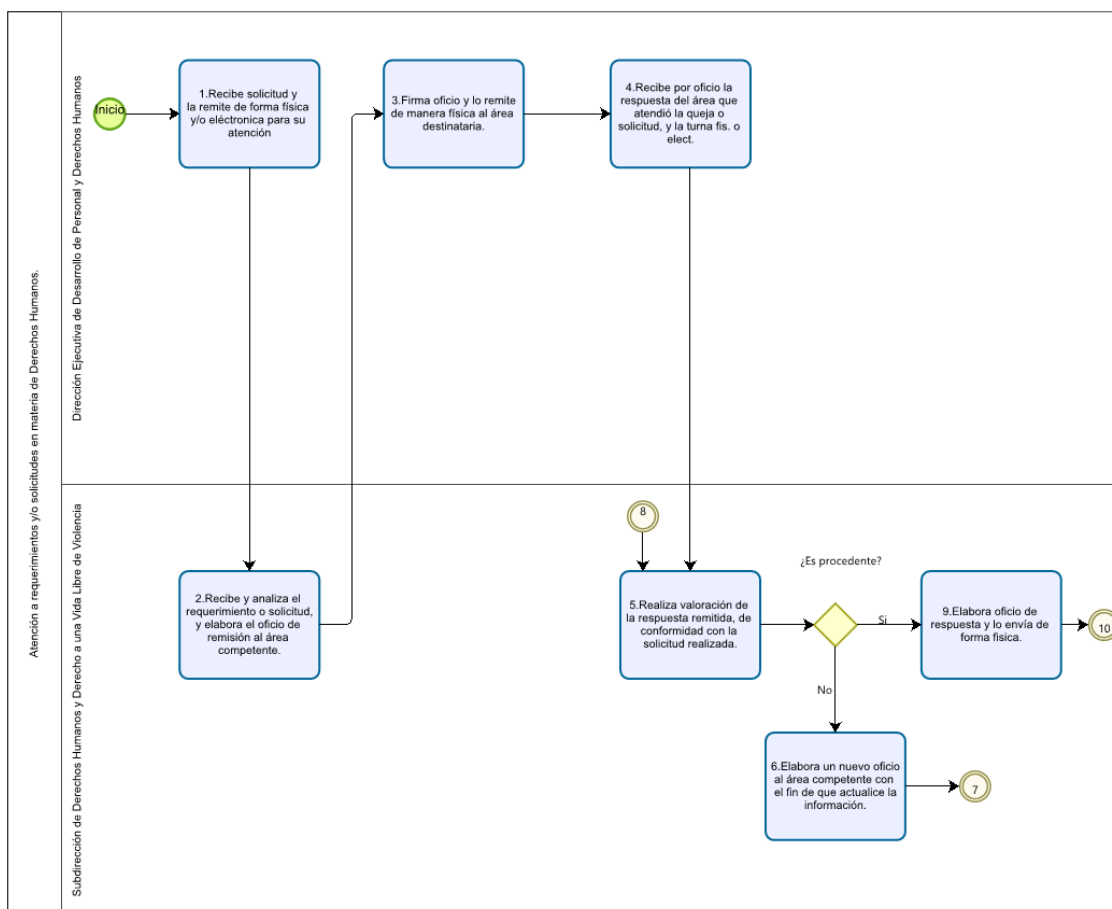 Atención a requerimientos y/o solicitudes en materia de Derechos Humanos.
Dirección Ejecutiva de Desarrollo de Personal y Derechos Humanos
Inicio
1.Recibe solicitud y
la remite de forma física
y/o eléctronica para su
atención
3.Firma oficio y lo remite
de manera física al área
destinataria.
4.Recibe por oficio la
respuesta del área que
atendió la queja o
solicitud, y la turna fis. o
elect.
Subdirección de Derechos Humanos y Derecho a una Vida Libre de Violencia
2.Recibe y analiza el
requerimiento o solicitud,
y elabora el oficio de
remisión al área
competente.
8
5.Realiza valoración de
la respuesta remitida, de
conformidad con la
solicitud realizada.
¿Es procedente?
Si
9.Elabora oficio de
respuesta y lo envía de
forma fisica.
10
No
6.Elabora un nuevo oficio
al área competente con
el fin de que actualice la
información.
7